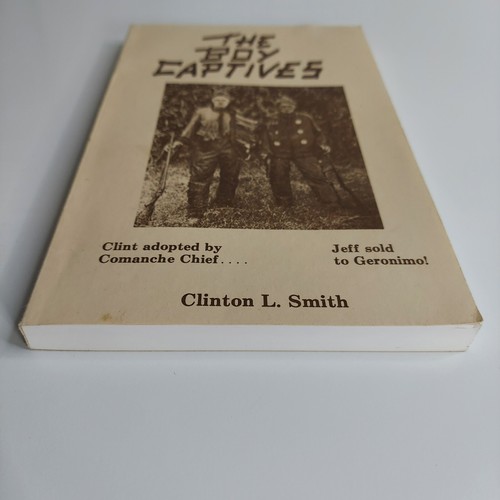 THE
BOY
CAPTIVES
Clint adopted by
Comanche Chief....
Jeff sold
to Geronimo!
Clinton L. Smith